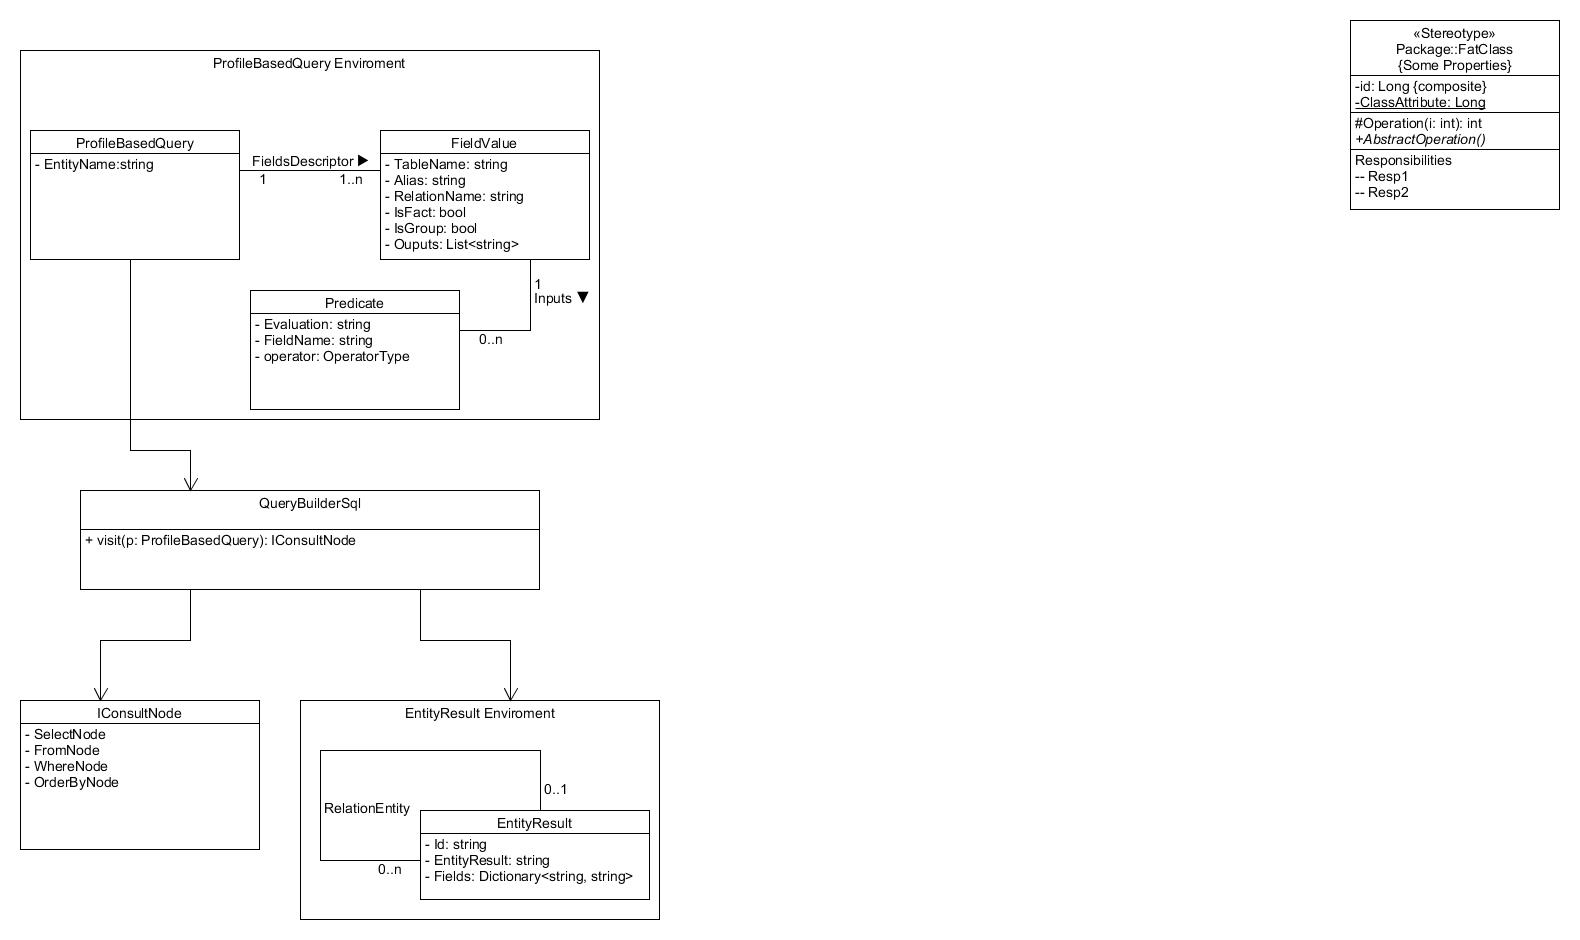 «Stereotype»
Package::FatClass
{Some Properties}
-id: Long {composite}
-ClassAttribute: Long
#Operation(i: int): int
+AbstractOperation()
Responsibilities
-- Resp1
-- Resp2
ProfileBasedQuery Enviroment
ProfileBasedQuery
- EntityName:string
FieldsDescriptor ▶
1
1..n
FieldValue
- TableName: string
- Alias: string
- RelationName: string
- IsFact: bool
- IsGroup: bool
- Ouputs: List<string>
1
Inputs ▼
0..n
Predicate
- Evaluation: string
- FieldName: string
- operator: OperatorType
QueryBuilderSql
+ visit(p: ProfileBasedQuery): IConsultNode
IConsultNode
- SelectNode
- FromNode
- WhereNode
- OrderByNode
EntityResult Enviroment
0..1
RelationEntity
0..n
EntityResult
- Id: string
- EntityResult: string
- Fields: Dictionary<string, string>